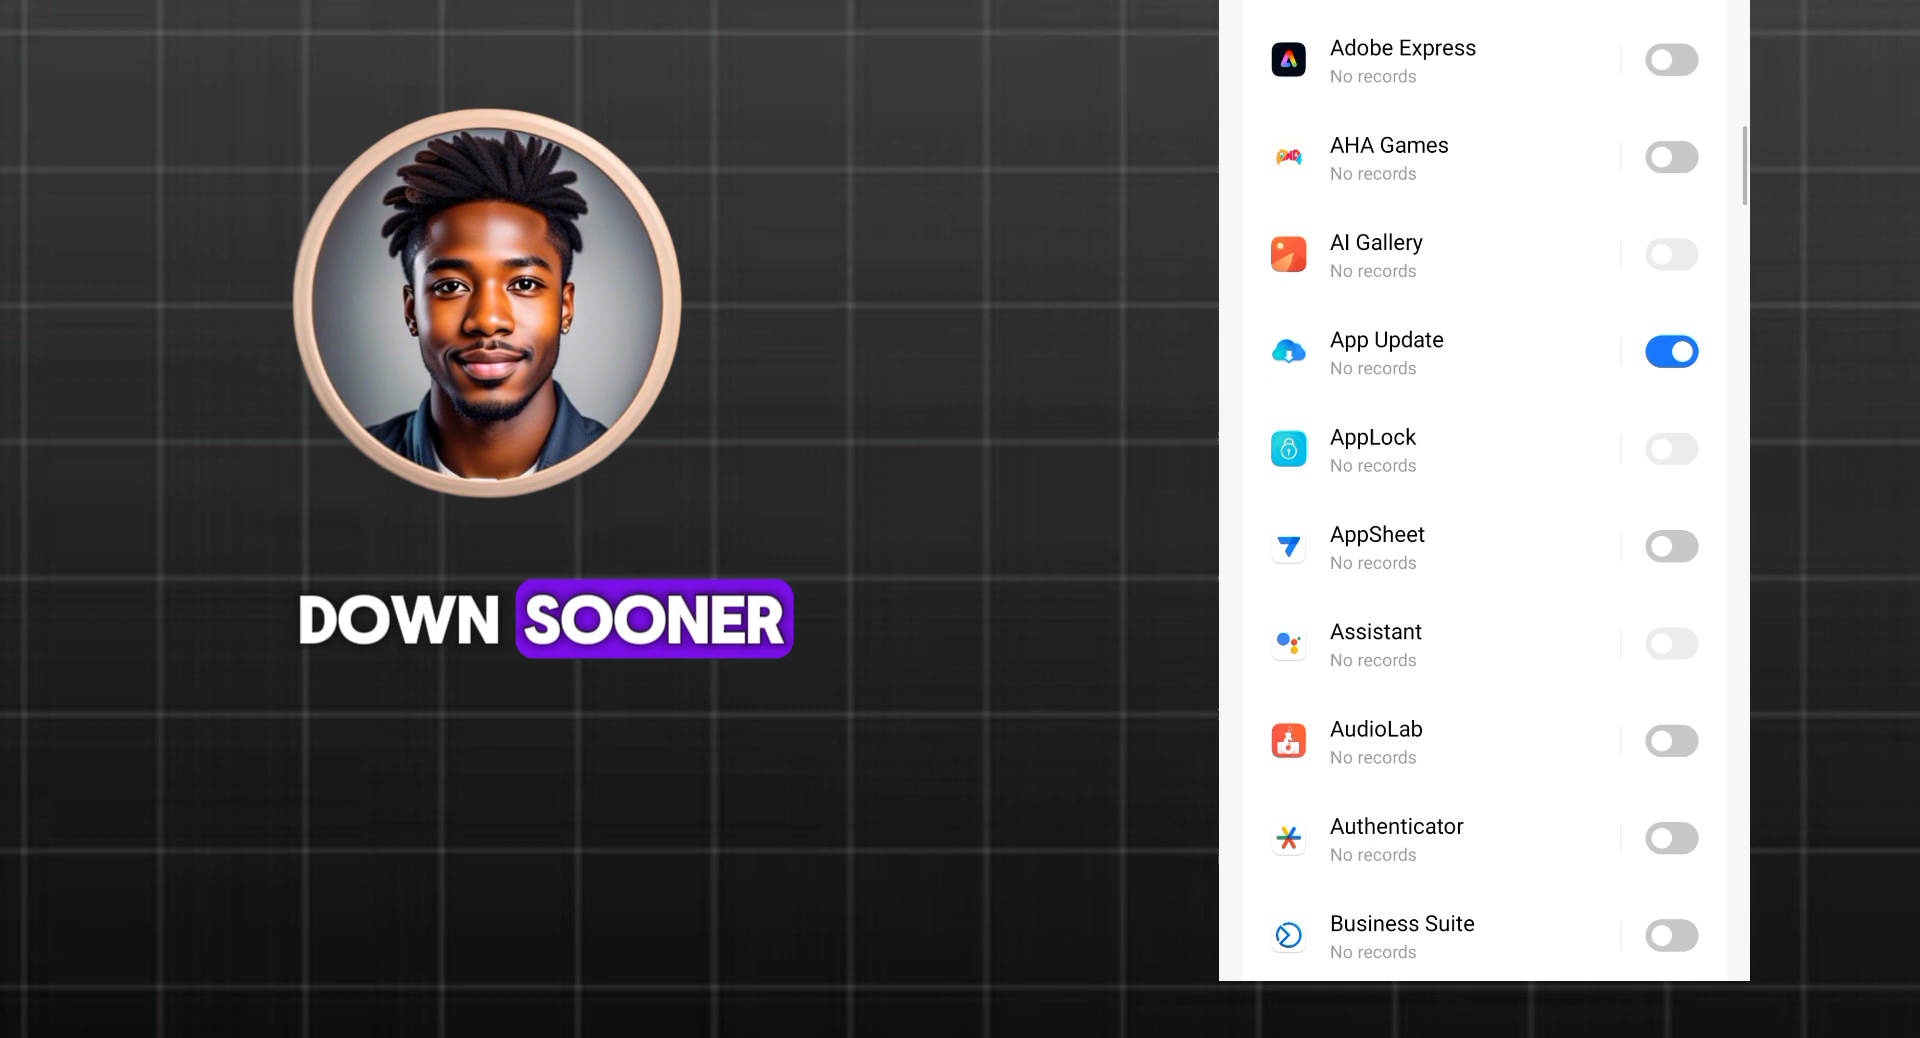 DOWN SOONER
Adobe Express
No records
AHA Games
No records
AI Gallery
No records
App Update
No records
AppLock
No records
AppSheet
No records
Assistant
No records
AudioLab
No records
Authenticator
No records
Business Suite
No records